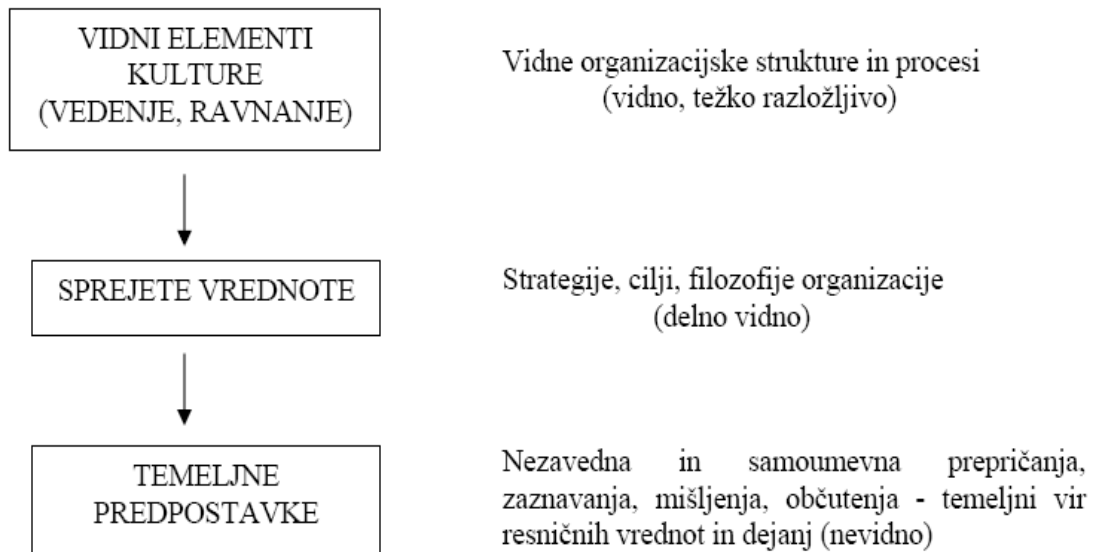 VIDNI ELEMENTI
KULTURE
(VEDENJE, RAVNANJE)
Vidne organizacijske strukture in procesi
(vidno, težko razložljivo)
SPREJETE VREDNOTE
Strategije, cilji, filozofije organizacije
(delno vidno)
TEMELJNE
PREDPOSTAVKE
Nezavedna in samoumevna prepričanja,
zaznavanja, mišljenja, občutenja - temeljni vir
resničnih vrednot in dejanj (nevidno)